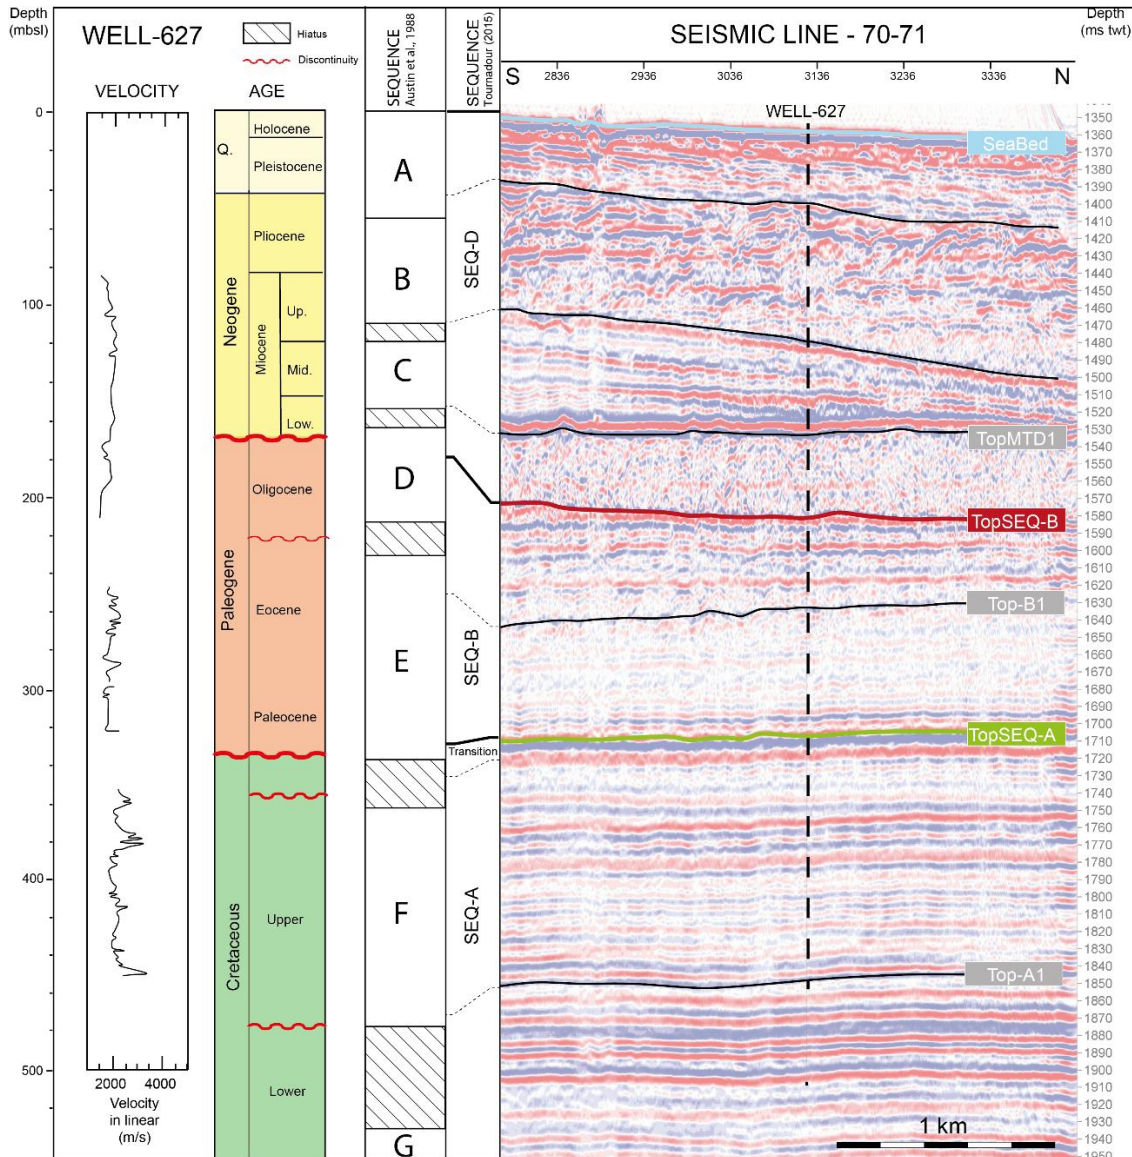 Depth
(mbsl)
WELL-627
Hiatus
Discontinuity
VELOCITY
AGE
SEQUENCE
Austin et al., 1988
SEQUENCE
Tournadour (2015)
SEISMIC LINE - 70-71
Depth
(ms twt)
S
2836
2936
3036
3136
3236
3336
N
0
100
200
300
400
500
2000
4000
Velocity
in linear
(m/s)
Q.
Holocene
Pleistocene
Neogene
Pliocene
Miocene
Up.
Mid.
Low.
Paleogene
Oligocene
Eocene
Paleocene
Cretaceous
Upper
Lower
A
B
C
D
E
F
G
SEQ-D
SEQ-B
Transition
SEQ-A
WELL-627
SeaBed
TopMTD1
TopSEQ-B
Top-B1
TopSEQ-A
Top-A1
1 km
1350
1360
1370
1380
1390
1400
1410
1420
1430
1440
1450
1460
1470
1480
1490
1500
1510
1520
1530
1540
1550
1560
1570
1580
1590
1600
1610
1620
1630
1640
1650
1660
1670
1680
1690
1700
1710
1720
1730
1740
1750
1760
1770
1780
1790
1800
1810
1820
1830
1840
1850
1860
1870
1880
1890
1900
1910
1920
1930
1940
1950